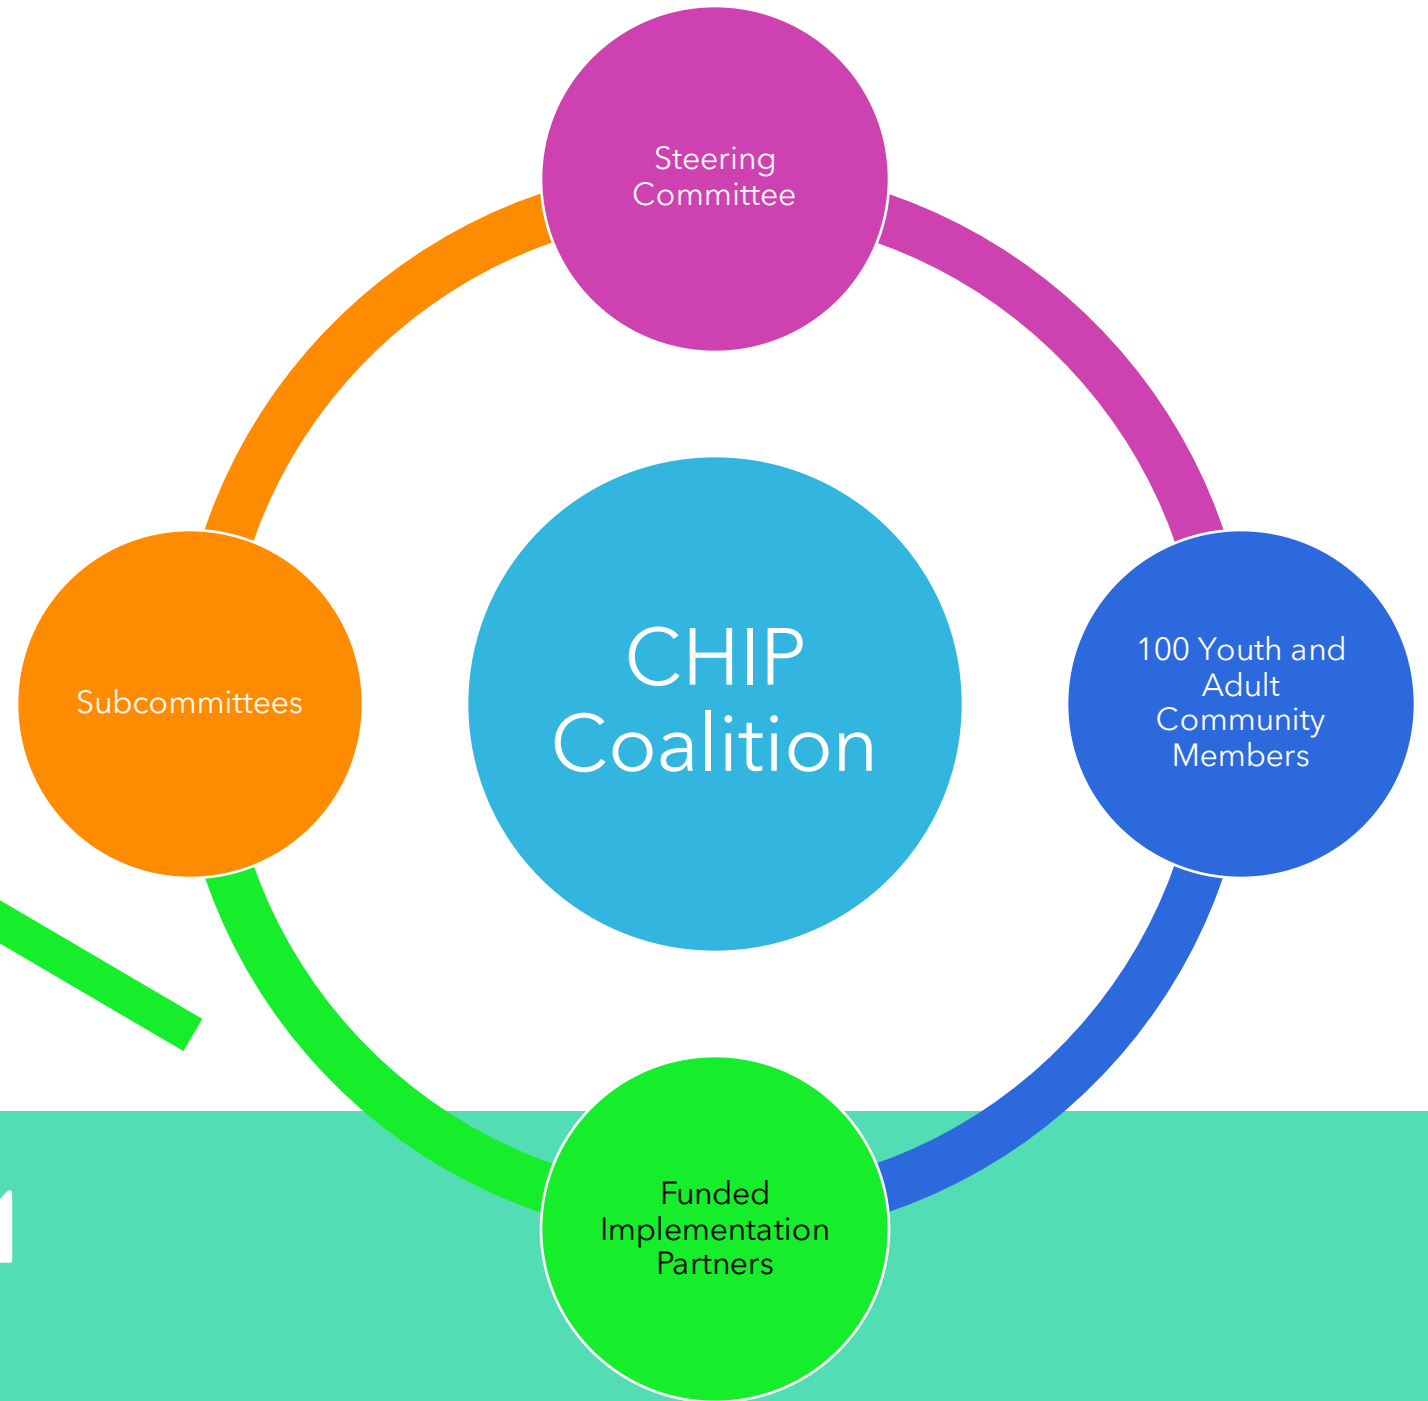 Steering
Committee
CHIP
Coalition
100 Youth and
Adult
Community
Members
Subcommittees
Funded
Implementation
Partners